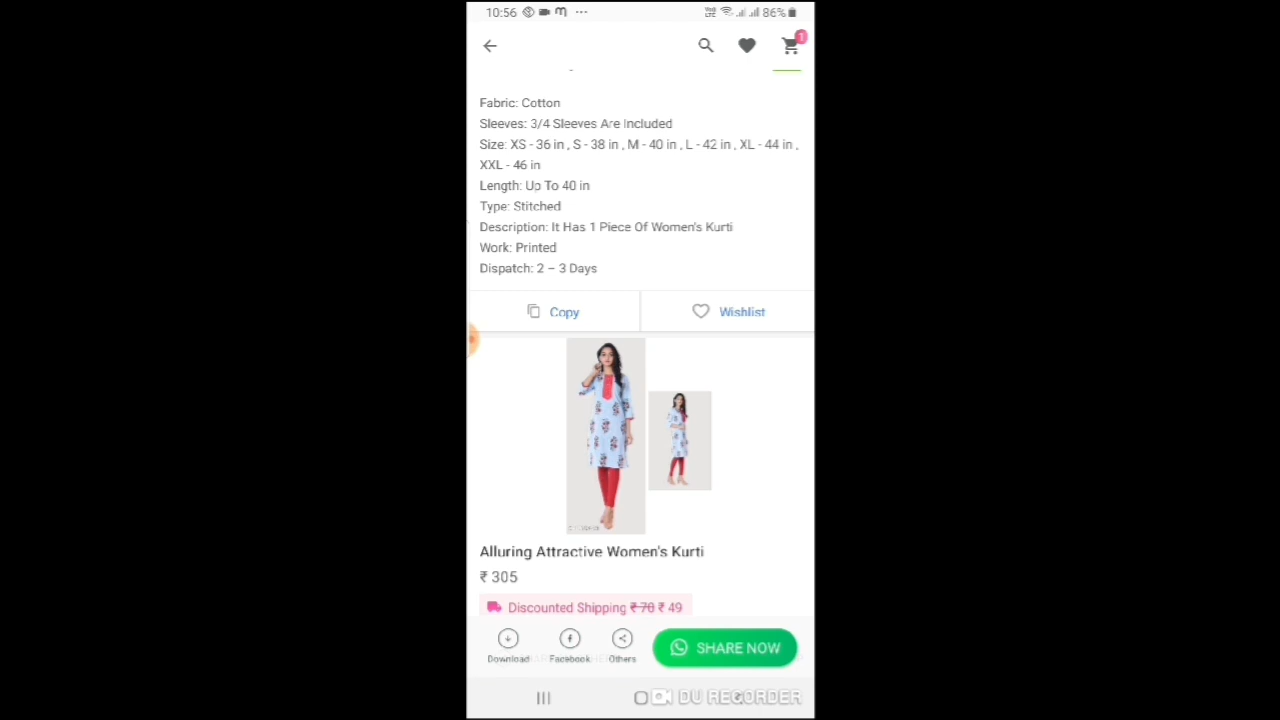 10:56 86%
1
Fabric: Cotton
Sleeves: 3/4 Sleeves Are Included
Size: XS - 36 in , S - 38 in , M - 40 in , L - 42 in , XL - 44 in ,
XXL - 46 in
Length: Up To 40 in
Type: Stitched
Description: It Has 1 Piece Of Women's Kurti
Work: Printed
Dispatch: 2 – 3 Days
Copy Wishlist
Alluring Attractive Women's Kurti
₹ 305
Discounted Shipping ₹ 70 ₹ 49
SHARE NOW
Download Facebook Others
DU RECORDER